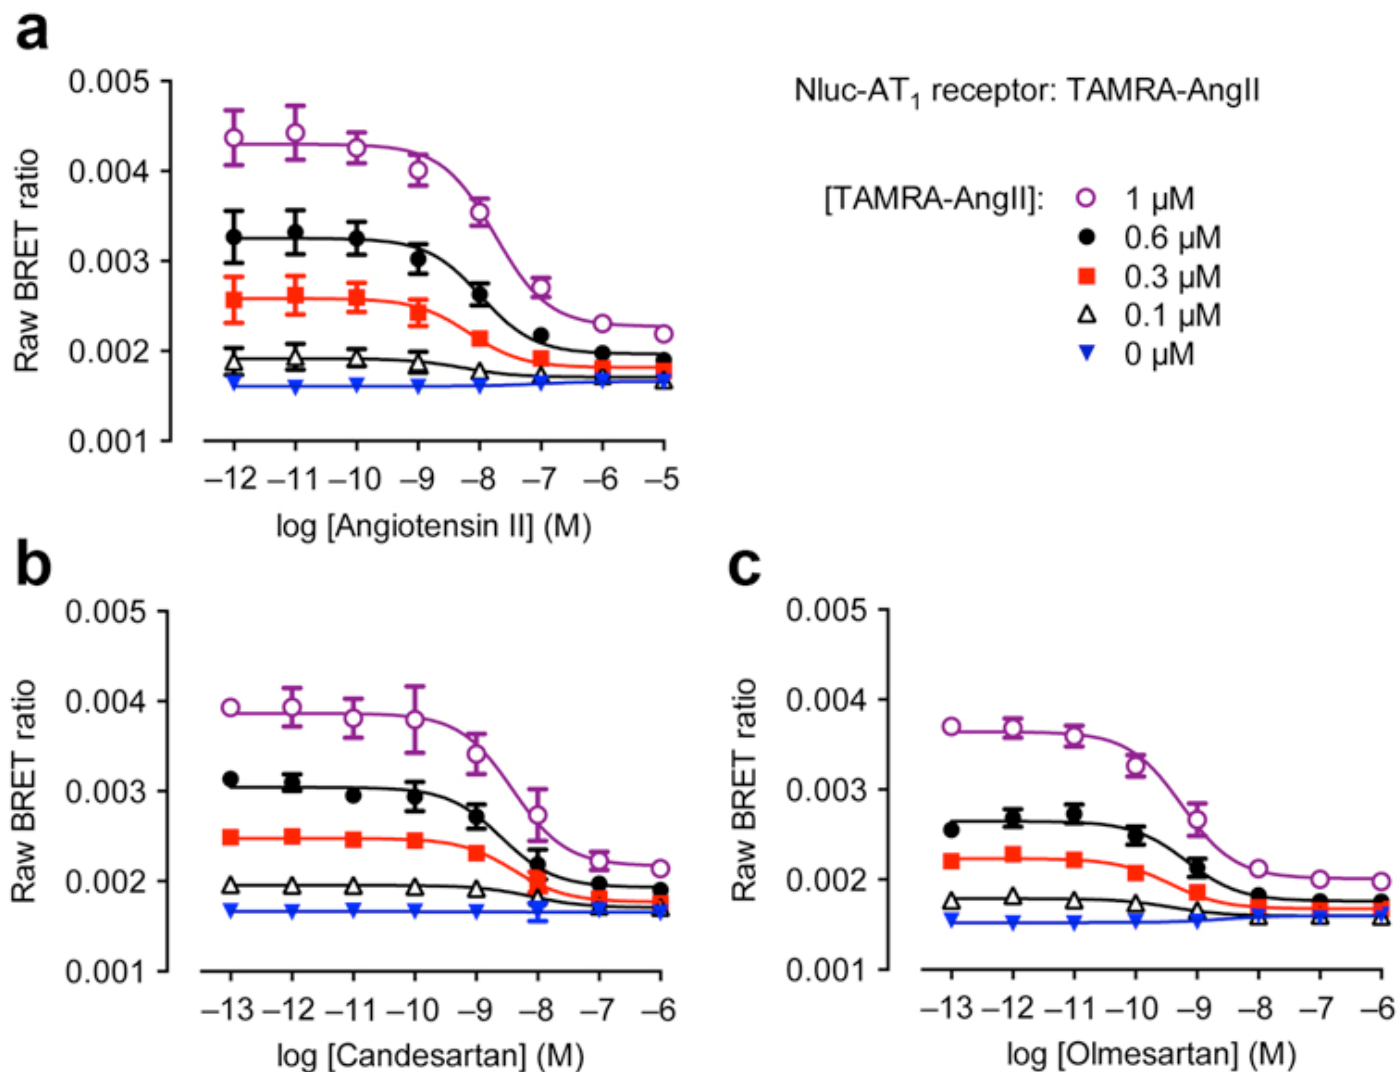 a
Raw BRET ratio
0.005
0.004
0.003
0.002
0.001
–12 –11 –10 –9 –8 –7 –6 –5
log [Angiotensin II] (M)
Nluc-AT1 receptor: TAMRA-AngII
[TAMRA-AngII]:
1 µM
0.6 µM
0.3 µM
0.1 µM
0 µM
b
Raw BRET ratio
0.005
0.004
0.003
0.002
0.001
–13 –12 –11 –10 –9 –8 –7 –6
log [Candesartan] (M)
c
Raw BRET ratio
0.005
0.004
0.003
0.002
0.001
–13 –12 –11 –10 –9 –8 –7 –6
log [Olmesartan] (M)